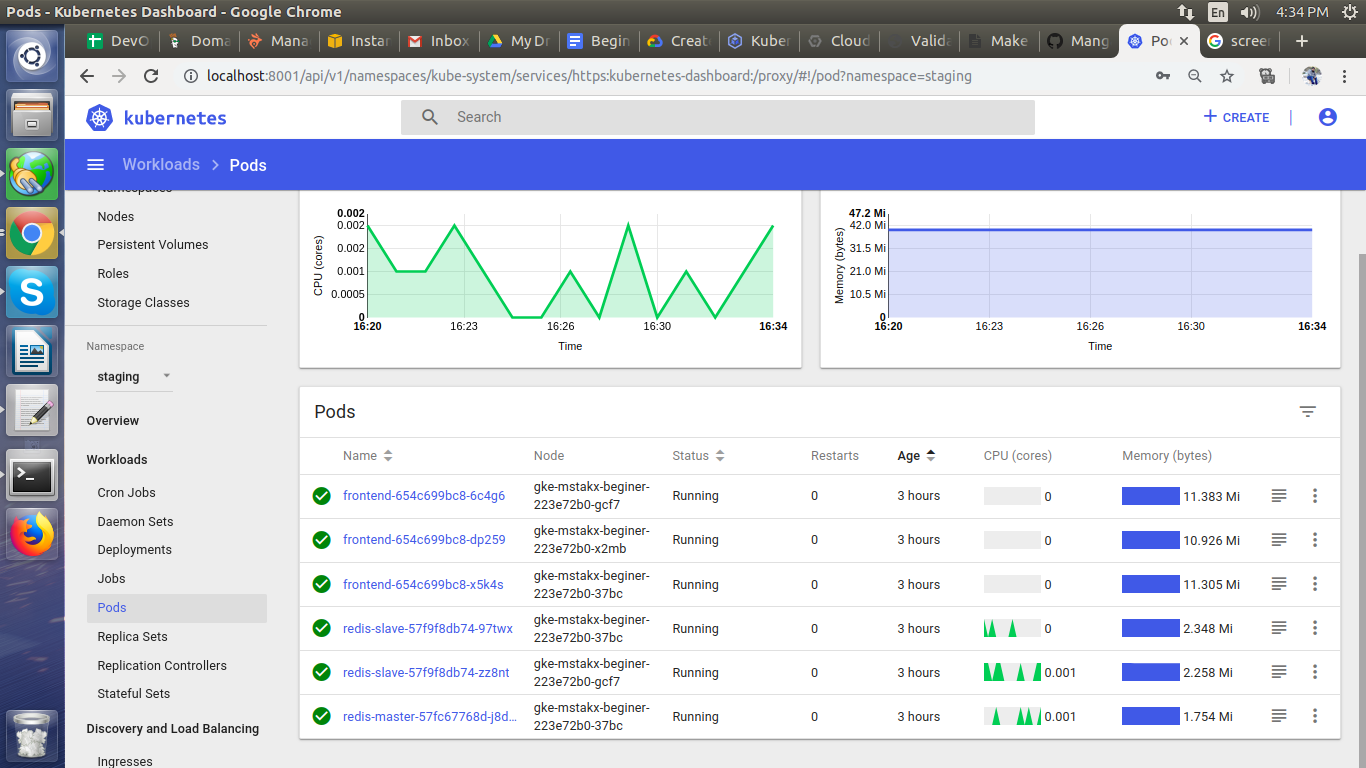 Pods - Kubernetes Dashboard - Google Chrome
En
4:34 PM
DevO
Doma
Mana
Instar
Inbox
My Dr
Begin
Creat
Kuber
Cloud
Valida
Make
Mang
Po
screer
localhost:8001/api/v1/namespaces/kube-system/services/https:kubernetes-dashboard:/proxy/#!/pod?namespace=staging
kubernetes
Search
+ CREATE
Workloads > Pods
Namespaces
Nodes
Persistent Volumes
Roles
Storage Classes
Namespace
staging
Overview
Workloads
Cron Jobs
Daemon Sets
Deployments
Jobs
Pods
Replica Sets
Replication Controllers
Stateful Sets
Discovery and Load Balancing
Ingresses
CPU (cores)
0.002
0.002
0.002
0.001
0.0005
0
16:20 16:23 16:26 16:30 16:34
Time
Memory (bytes)
47.2 Mi
42.0 Mi
31.5 Mi
21.0 Mi
10.5 Mi
0
16:20 16:23 16:26 16:30 16:34
Time
Pods
Name Node Status Restarts Age CPU (cores) Memory (bytes)
frontend-654c699bc8-6c4g6 gke-mstakx-beginer-223e72b0-gcf7 Running 0 3 hours 0 11.383 Mi
frontend-654c699bc8-dp259 gke-mstakx-beginer-223e72b0-x2mb Running 0 3 hours 0 10.926 Mi
frontend-654c699bc8-x5k4s gke-mstakx-beginer-223e72b0-37bc Running 0 3 hours 0 11.305 Mi
redis-slave-57f9f8db74-97twx gke-mstakx-beginer-223e72b0-37bc Running 0 3 hours 0 2.348 Mi
redis-slave-57f9f8db74-zz8nt gke-mstakx-beginer-223e72b0-gcf7 Running 0 3 hours 0.001 2.258 Mi
redis-master-57fc67768d-j8d... gke-mstakx-beginer-223e72b0-37bc Running 0 3 hours 0.001 1.754 Mi